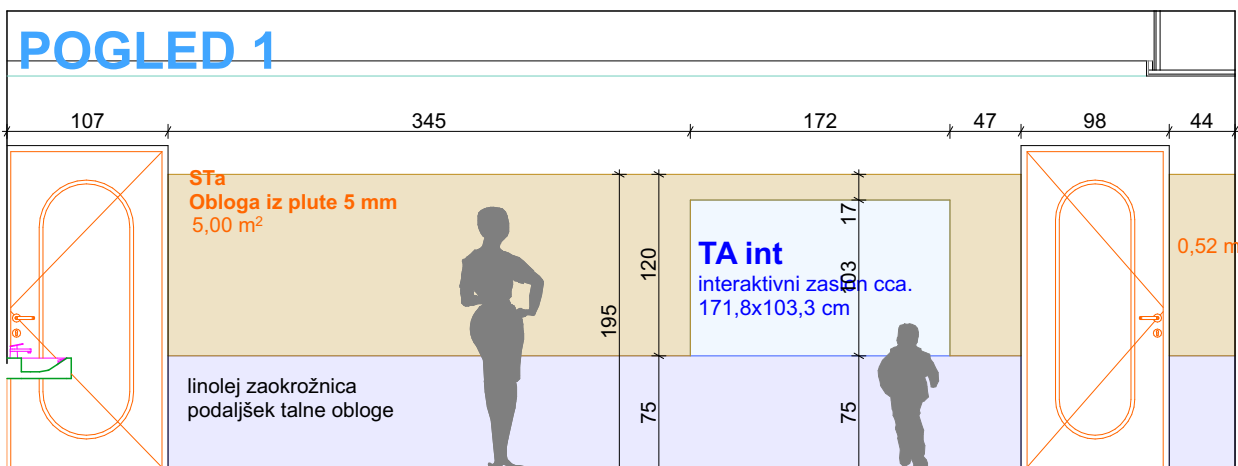 POGLED 1
107 345 172 47 98 44
STa
Obloga iz plute 5 mm
5,00 m²
TA int
interaktivni zaslon cca.
171,8x103,3 cm
17
103
120
195
75
75
0,52 m
linolej zaokrožnica
podaljšek talne obloge